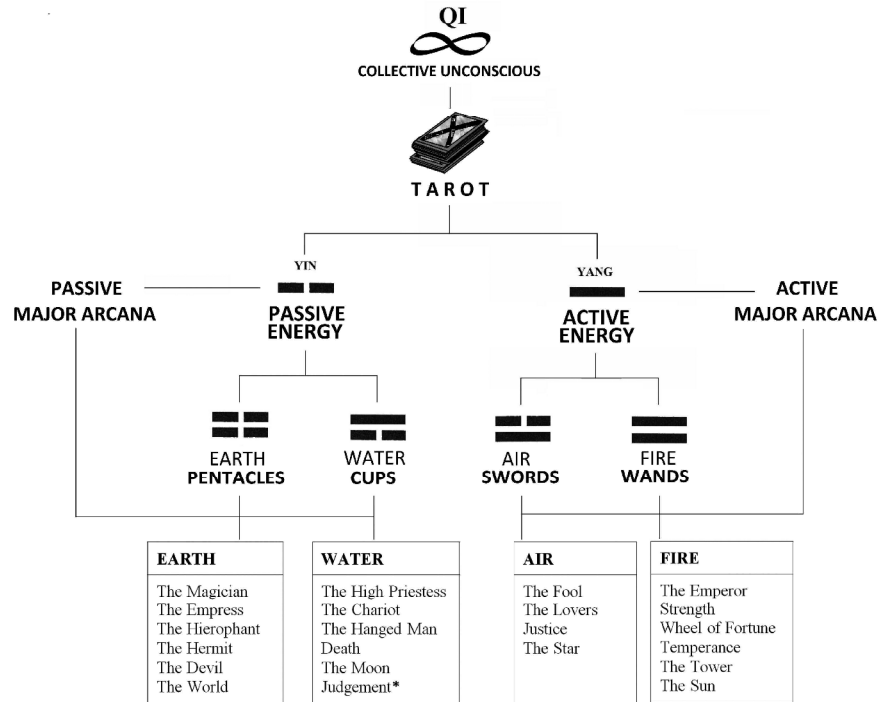 QI
COLLECTIVE UNCONSCIOUS
TAROT
YIN
YANG
PASSIVE
MAJOR ARCANA
PASSIVE
ENERGY
ACTIVE
ENERGY
ACTIVE
MAJOR ARCANA
EARTH
PENTACLES
WATER
CUPS
AIR
SWORDS
FIRE
WANDS
EARTH
The Magician
The Empress
The Hierophant
The Hermit
The Devil
The World
WATER
The High Priestess
The Chariot
The Hanged Man
Death
The Moon
Judgement*
AIR
The Fool
The Lovers
Justice
The Star
FIRE
The Emperor
Strength
Wheel of Fortune
Temperance
The Tower
The Sun